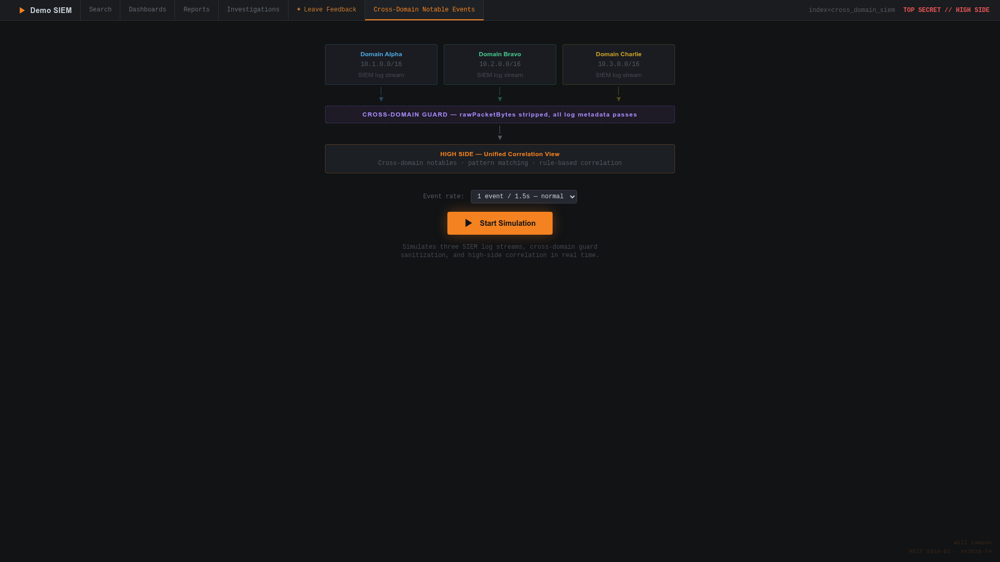 Demo SIEM
Search
Dashboards
Reports
Investigations
✦ Leave Feedback
Cross-Domain Notable Events
index=cross_domain_siem
TOP SECRET // HIGH SIDE
Domain Alpha
10.1.0.0/16
SIEM log stream
Domain Bravo
10.2.0.0/16
SIEM log stream
Domain Charlie
10.3.0.0/16
SIEM log stream
CROSS-DOMAIN GUARD — rawPacketBytes stripped, all log metadata passes
HIGH SIDE — Unified Correlation View
Cross-domain notables · pattern matching · rule-based correlation
Event rate:
1 event / 1.5s — normal
Start Simulation
Simulates three SIEM log streams, cross-domain guard
sanitization, and high-side correlation in real time.
Will Lawson
MSIT 5910-01 · AY2026-T4